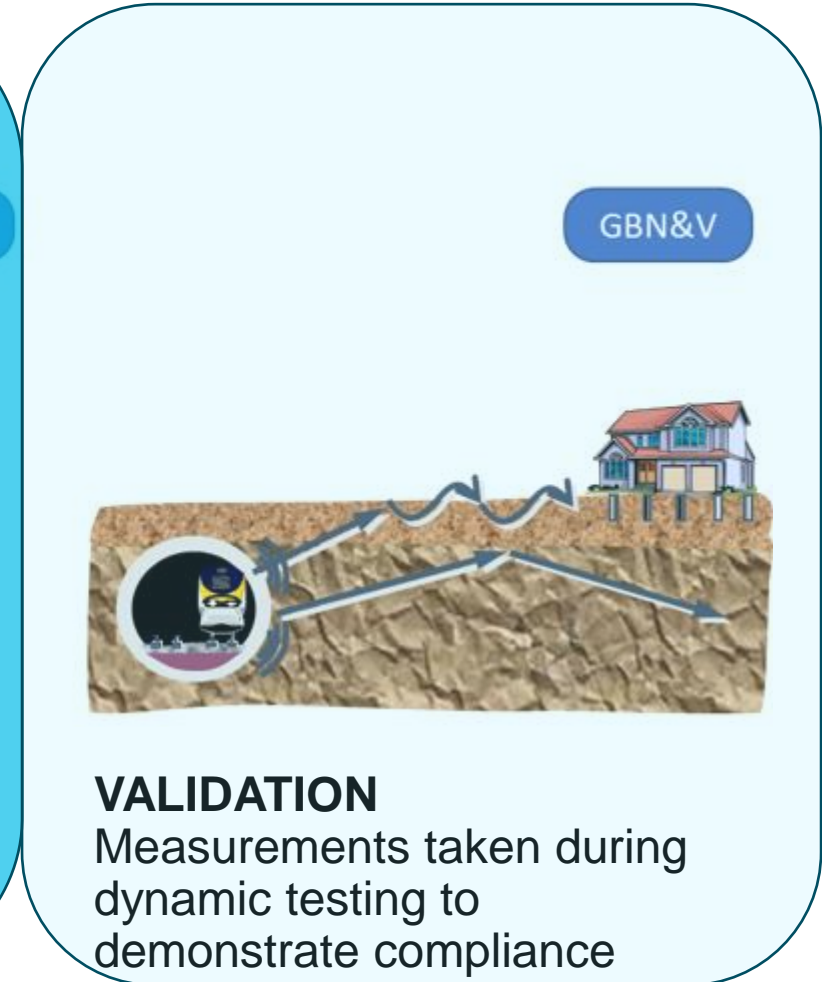 GBN&V
VALIDATION
Measurements taken during
dynamic testing to
demonstrate compliance